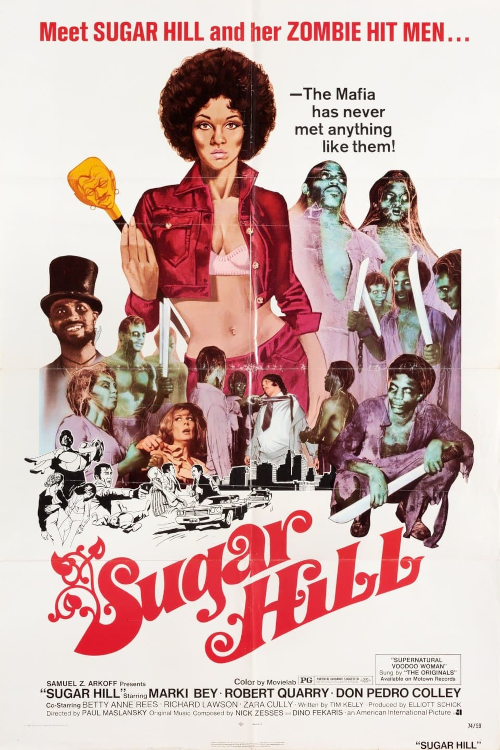 Meet SUGAR HILL and her ZOMBIE HIT MEN...
—The Mafia
has never
met anything
like them!
Sugar
Hill
"SUPERNATURAL
VOODOO WOMAN"
Sung by "THE ORIGINALS"
Available on Motown Records
SAMUEL Z. ARKOFF Presents
Color by Movielab PG
"SUGAR HILL" Starring MARKI BEY · ROBERT QUARRY · DON PEDRO COLLEY
Co-Starring BETTY ANNE REES · RICHARD LAWSON · ZARA CULLY · Written by TIM KELLY · Produced by ELLIOTT SCHICK
Directed by PAUL MASLANSKY Original Music Composed by NICK ZESSES and DINO FEKARIS · an American International Picture
74/59
"SUGAR HILL"